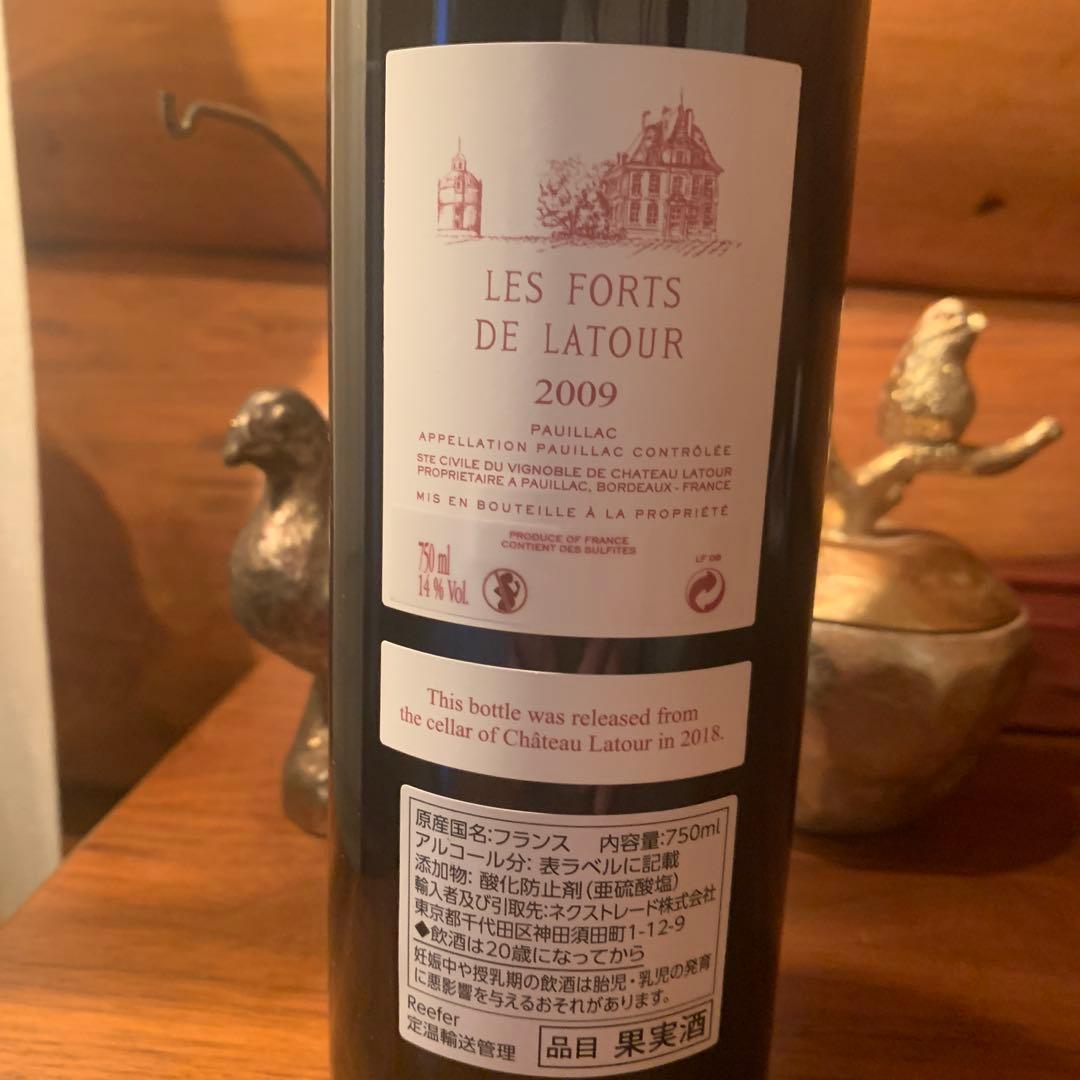 LES FORTS
DE LATOUR
2009
PAUILLAC
APPELLATION PAUILLAC CONTRÔLÉE
STE CIVILE DU VIGNOBLE DE CHATEAU LATOUR
PROPRIETAIRE A PAUILLAC, BORDEAUX - FRANCE
MIS EN BOUTEILLE À LA PROPRIÉTÉ
PRODUCE OF FRANCE
CONTIENT DES SULFITES
750 ml
14 % Vol.
LF 09
This bottle was released from
the cellar of Château Latour in 2018.
原産国名:フランス 内容量:750ml
アルコール分: 表ラベルに記載
添加物: 酸化防止剤(亜硫酸塩)
輸入者及び引取先:ネクストレード株式会社
東京都千代田区神田須田町1-12-9
◆飲酒は20歳になってから
妊娠中や授乳期の飲酒は胎児・乳児の発育
に悪影響を与えるおそれがあります。
Reefer
定温輸送管理
品目 果実酒